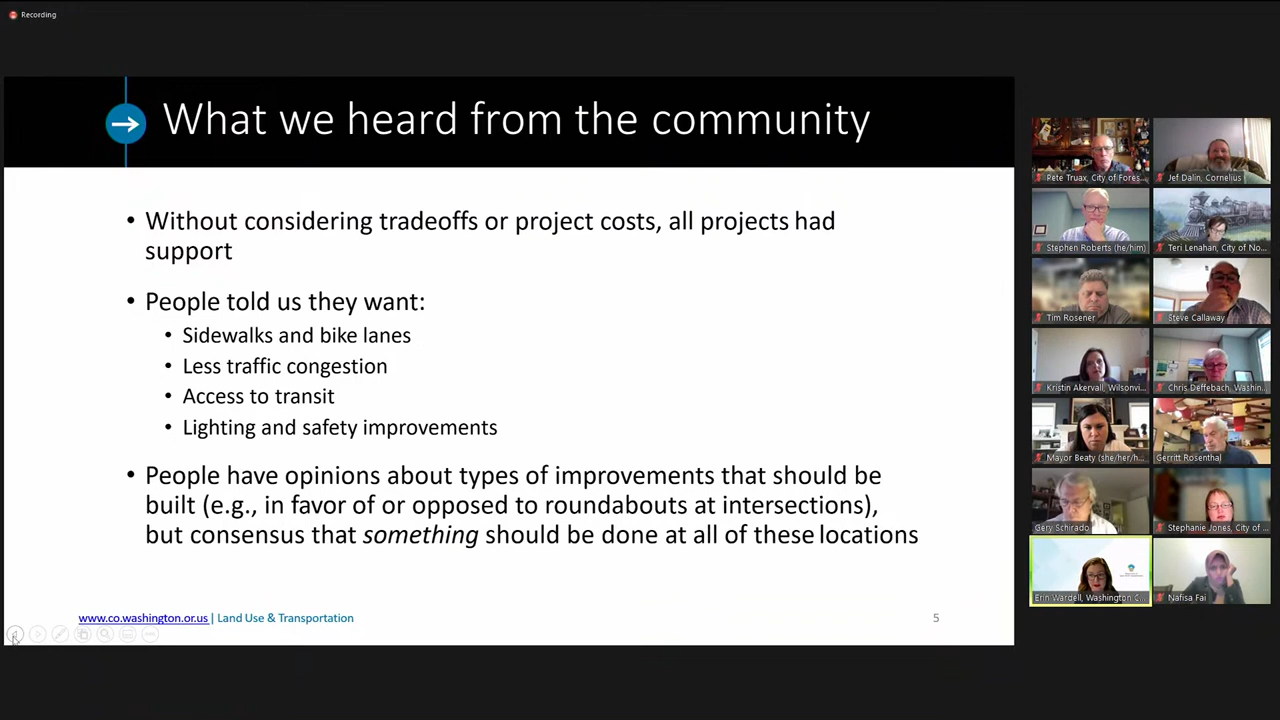 Recording
What we heard from the community
• Without considering tradeoffs or project costs, all projects had
support
• People told us they want:
• Sidewalks and bike lanes
• Less traffic congestion
• Access to transit
• Lighting and safety improvements
• People have opinions about types of improvements that should be
built (e.g., in favor of or opposed to roundabouts at intersections),
but consensus that something should be done at all of these locations
www.co.washington.or.us | Land Use & Transportation
5
Pete Truax, City of Fores...
Jef Dalin, Cornelius
Stephen Roberts (he/him)
Teri Lenahan, City of No...
Tim Rosener
Steve Callaway
Kristin Akervall, Wilsonvi...
Chris Deffebach, Washin...
Mayor Beaty (she/her/h...
Gerritt Rosenthal
Gery Schirado
Stephanie Jones, City of ...
Erin Wardell, Washington C...
Nafisa Fai